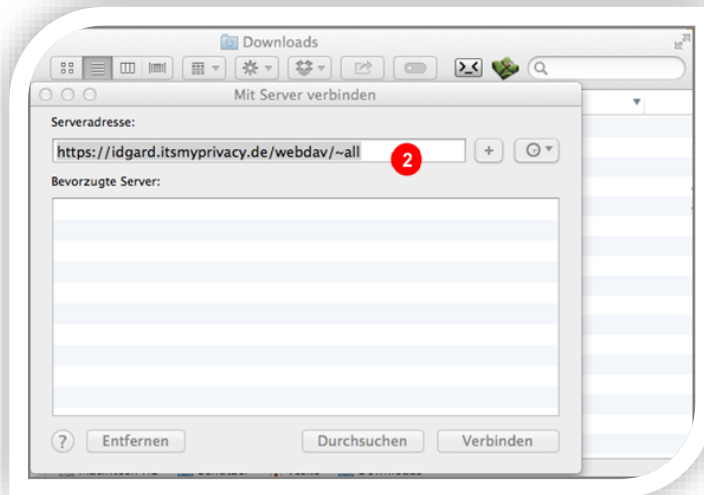 Downloads
Mit Server verbinden
Serveradresse:
https://idgard.itsmyprivacy.de/webdav/~all
2
+
Bevorzugte Server:
?
Entfernen
Durchsuchen
Verbinden